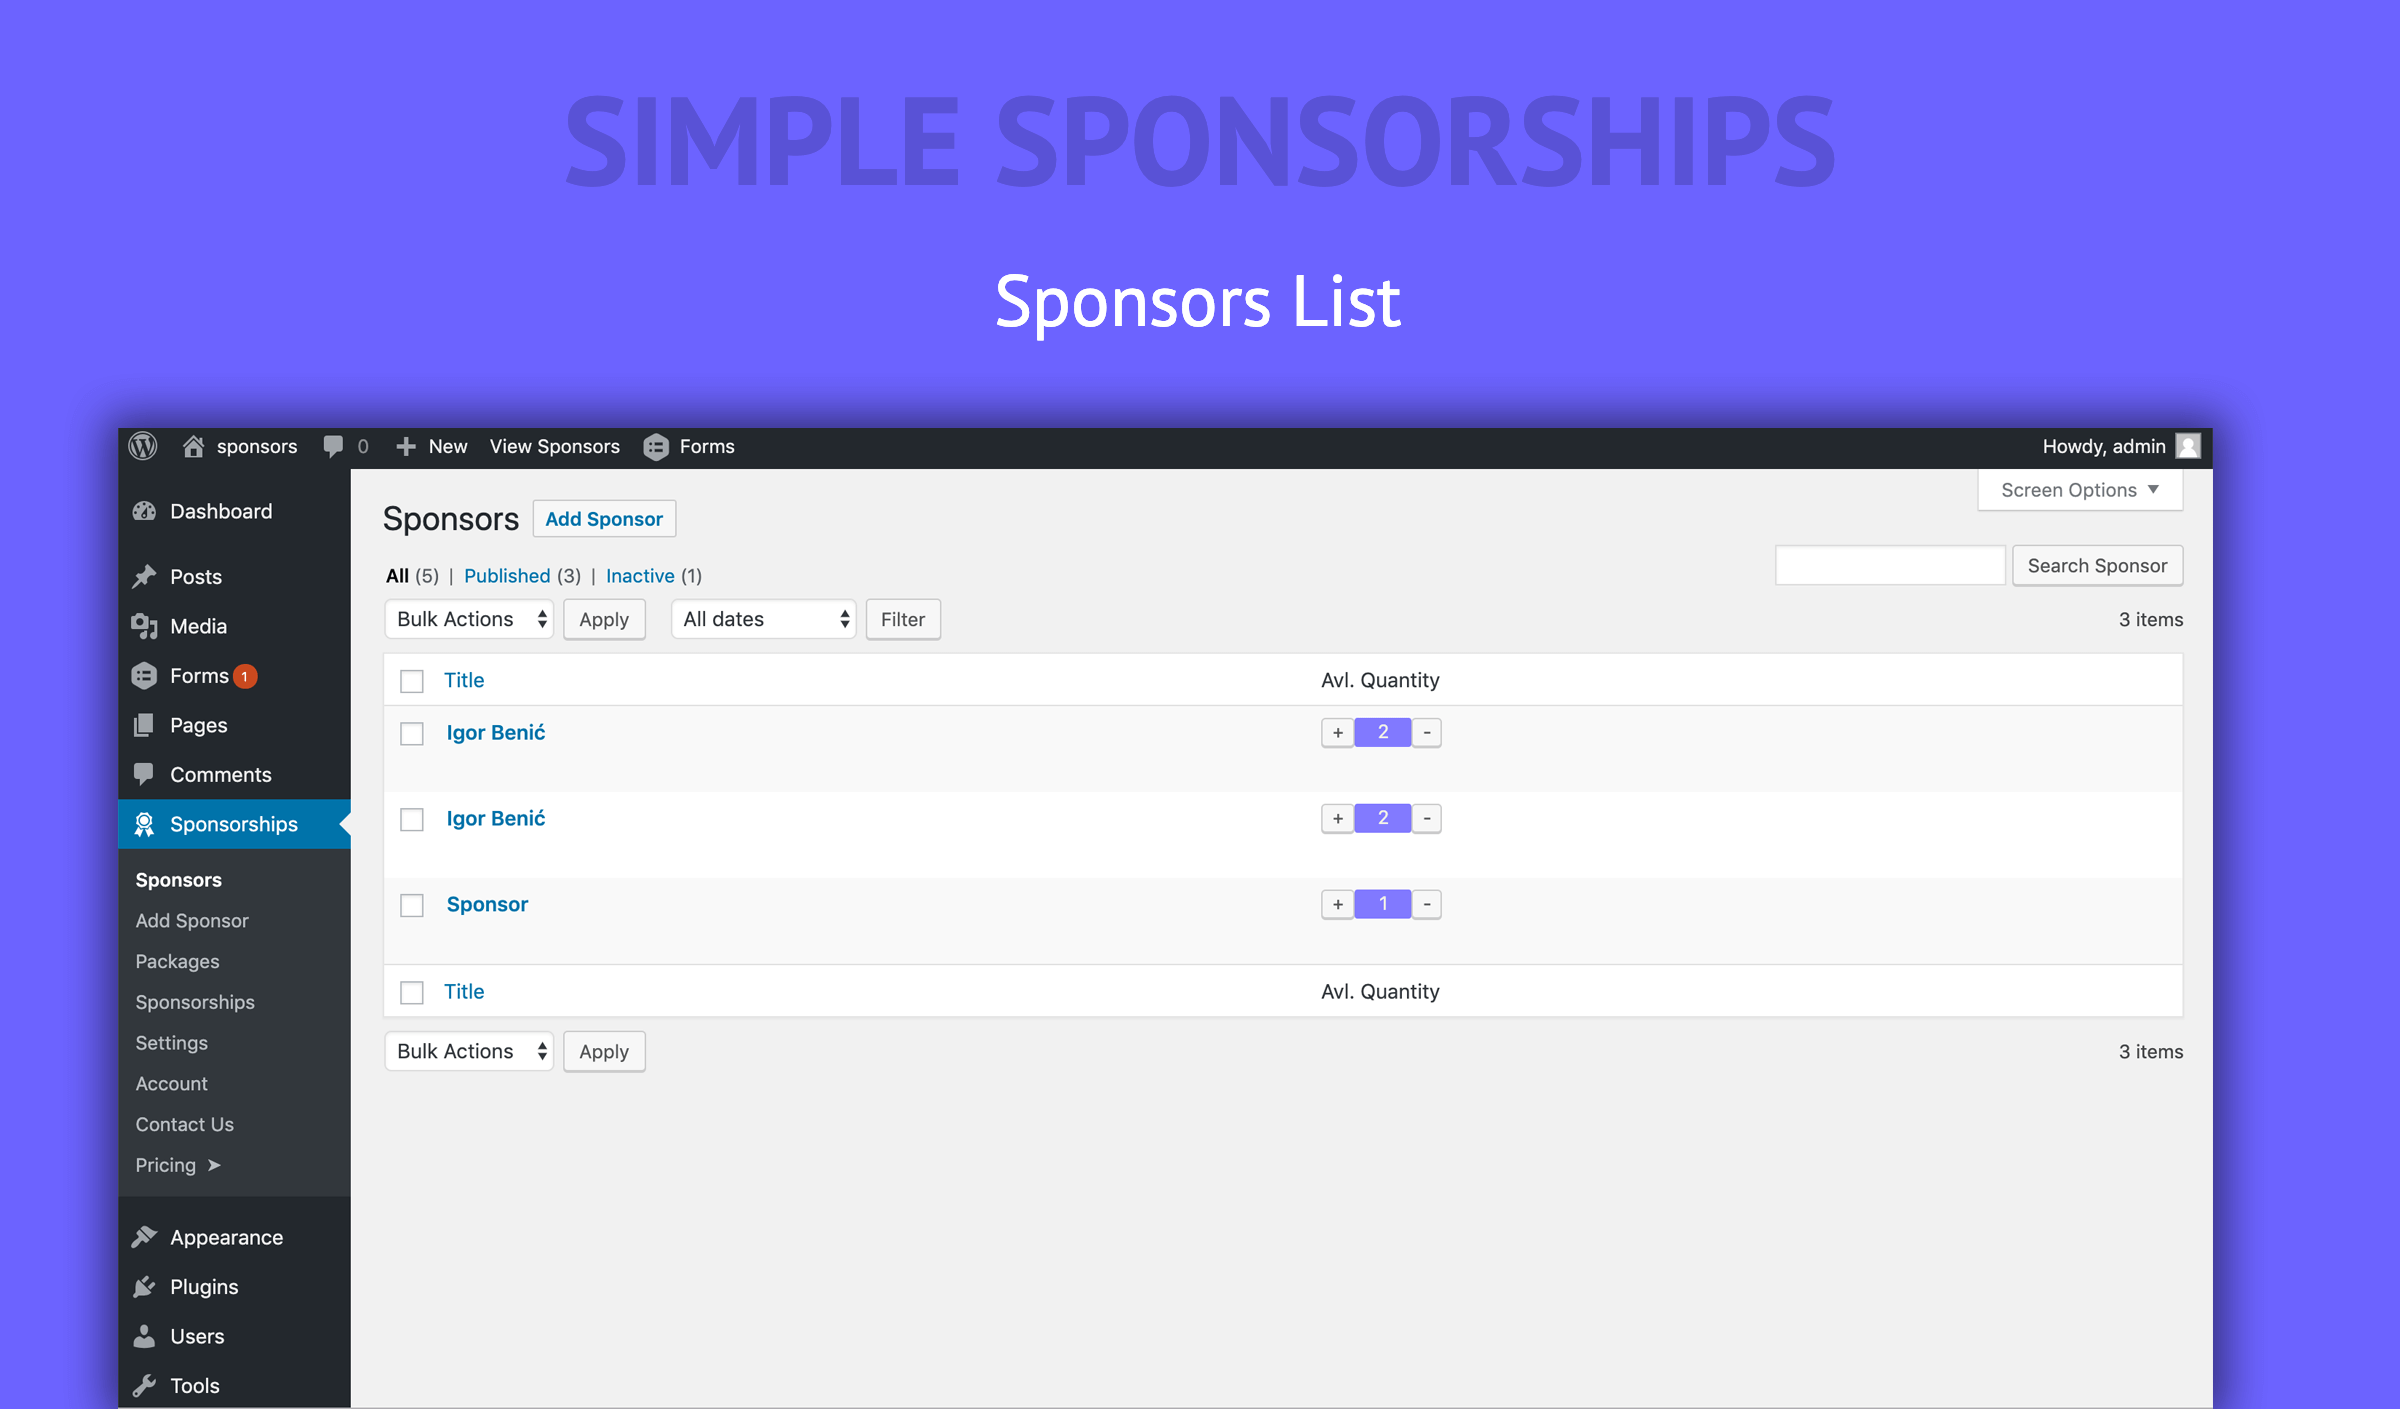 SIMPLE SPONSORSHIPS
Sponsors List
sponsors 0 + New View Sponsors Forms Howdy, admin
Screen Options ▼
Dashboard
Posts
Media
Forms 1
Pages
Comments
Sponsorships
Sponsors
Add Sponsor
Packages
Sponsorships
Settings
Account
Contact Us
Pricing ➤
Appearance
Plugins
Users
Tools
Sponsors Add Sponsor
All (5) | Published (3) | Inactive (1)
Search Sponsor
Bulk Actions Apply All dates Filter 3 items
Title Avl. Quantity
Igor Benić + 2 -
Igor Benić + 2 -
Sponsor + 1 -
Title Avl. Quantity
Bulk Actions Apply 3 items